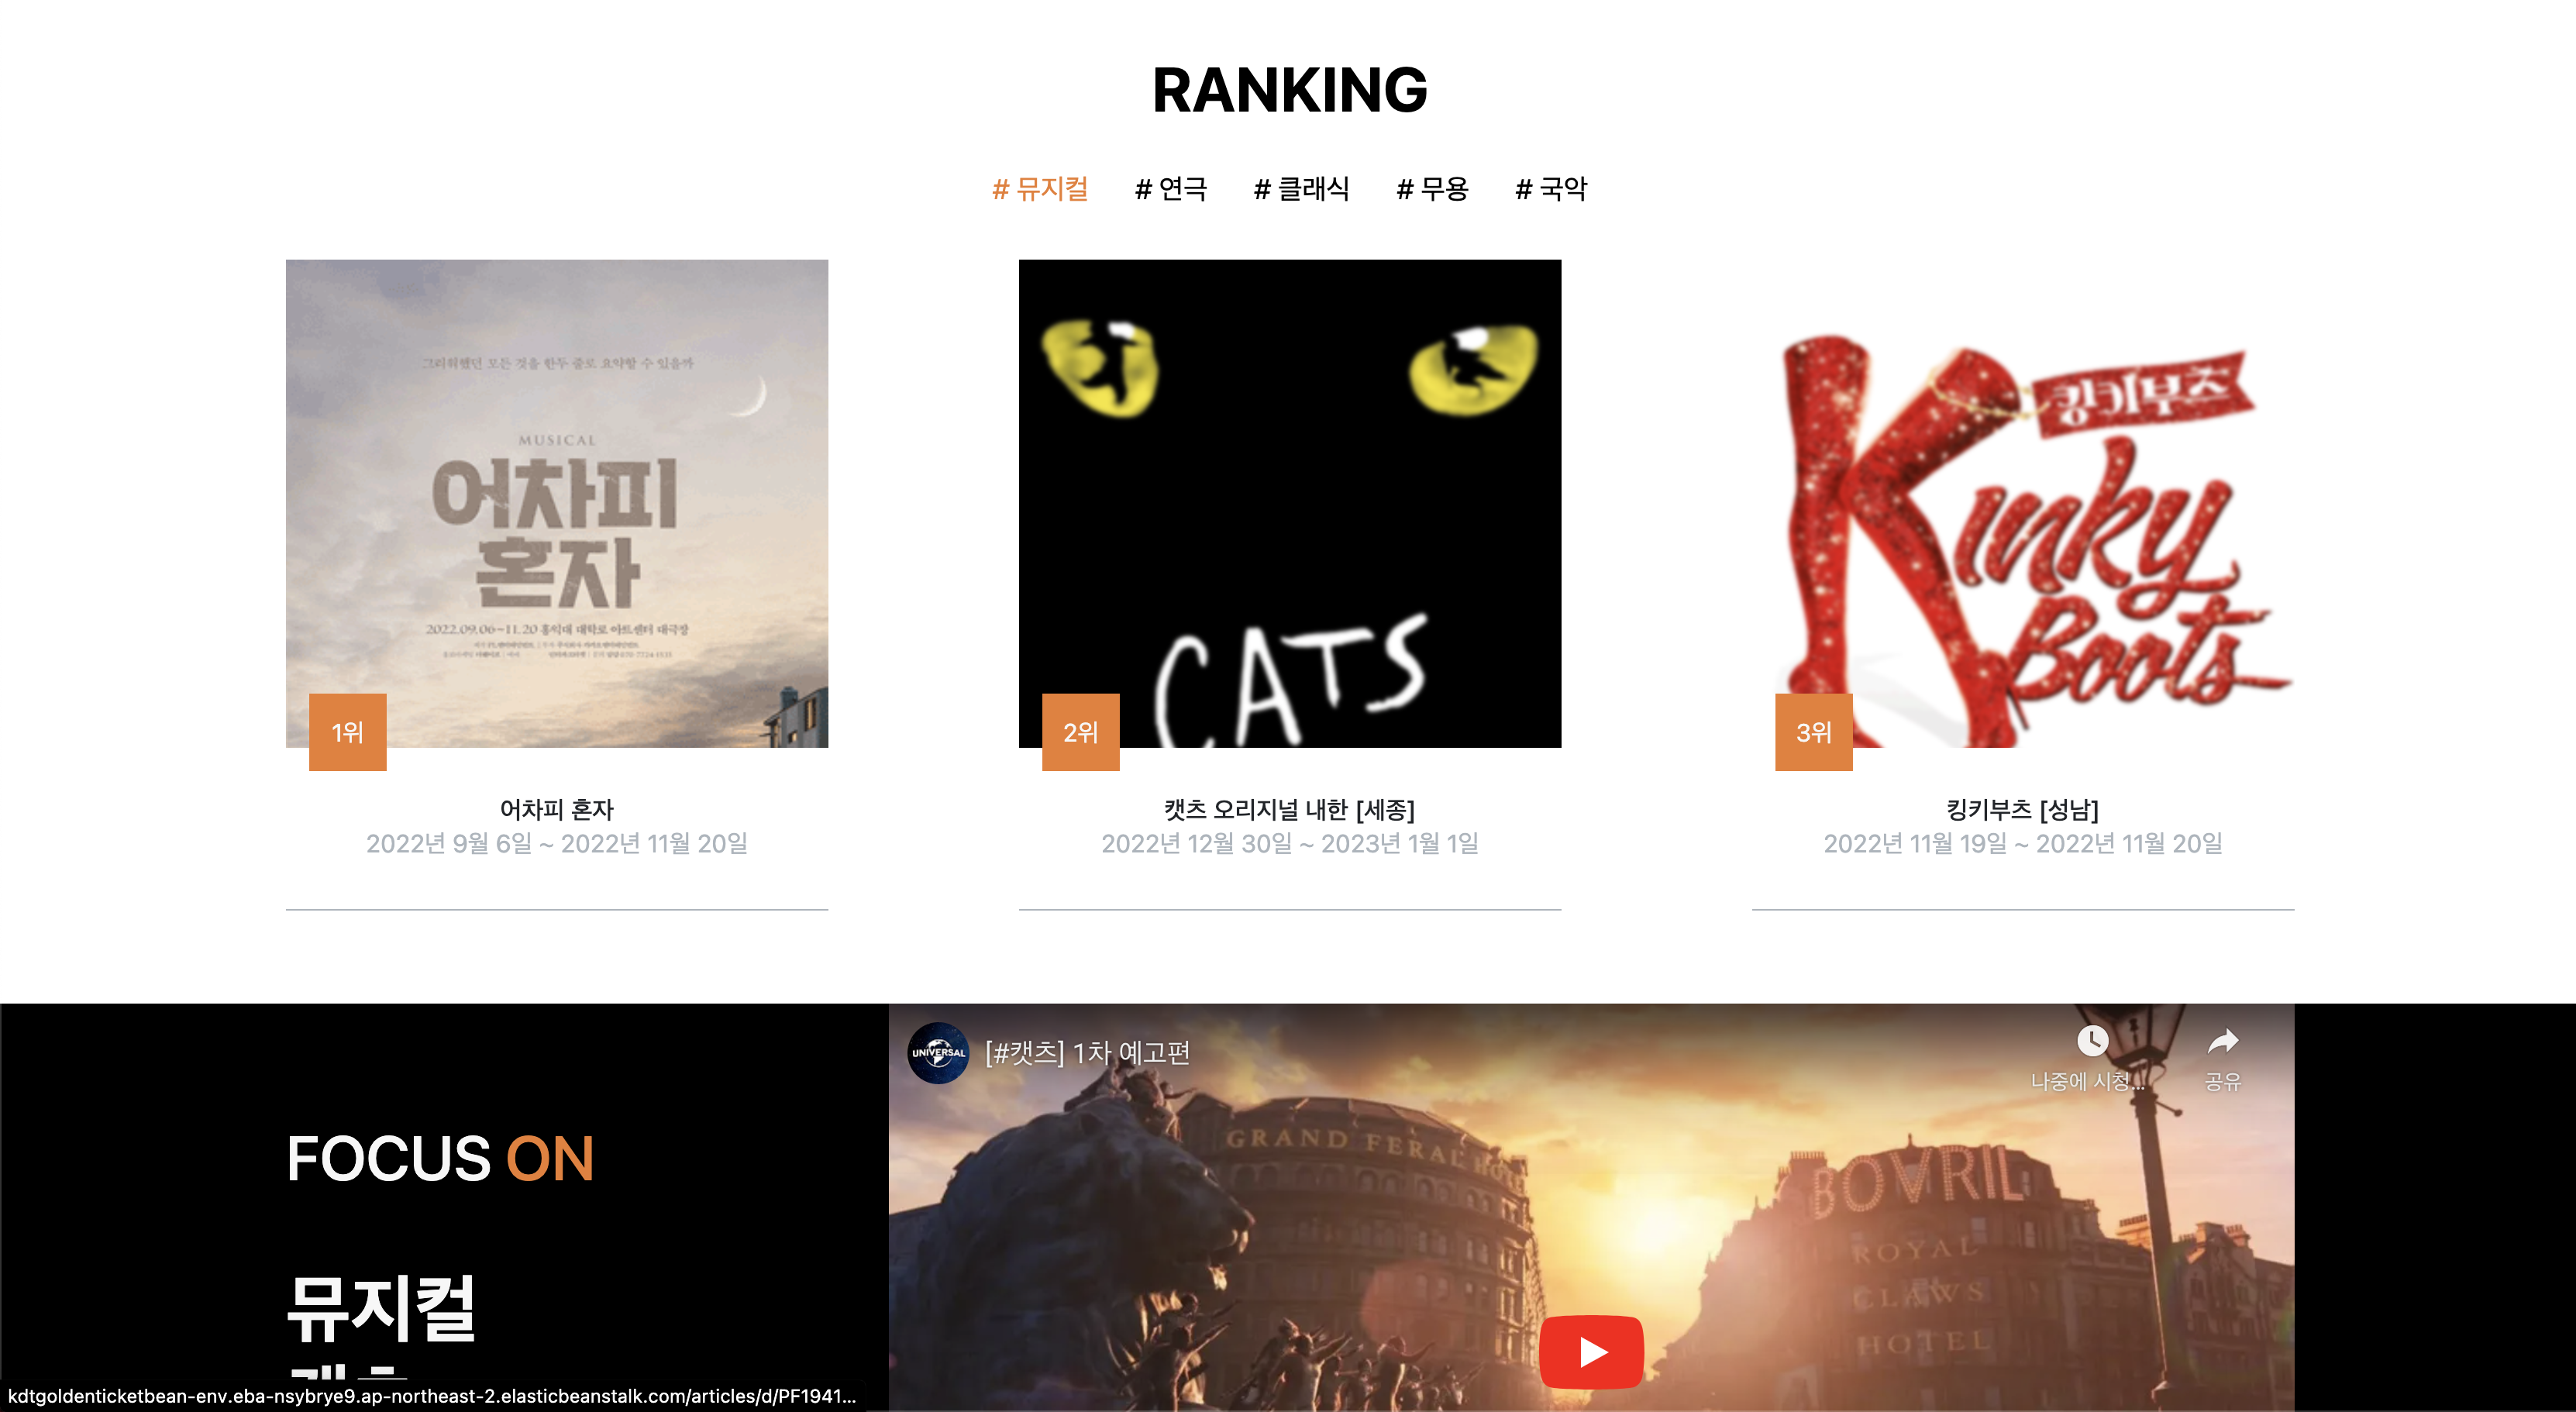 RANKING
# 뮤지컬 # 연극 # 클래식 # 무용 # 국악
그리워했던 모든 것을 한두 줄로 요약할 수 있을까
MUSICAL
어차피
혼자
2022.09.06~11.20 홍익대 대학로 아트센터 대극장
1위
어차피 혼자
2022년 9월 6일 ~ 2022년 11월 20일
CATS
2위
캣츠 오리지널 내한 [세종]
2022년 12월 30일 ~ 2023년 1월 1일
킹키부츠
Kinky
Boots
3위
킹키부츠 [성남]
2022년 11월 19일 ~ 2022년 11월 20일
FOCUS ON
뮤지컬
UNIVERSAL
[#캣츠] 1차 예고편
나중에 시청...
공유
GRAND FERAL
BOVRIL
ROYAL
CLAWS
HOTEL
kdtgoldenticketbean-env.eba-nsybrye9.ap-northeast-2.elasticbeanstalk.com/articles/d/PF1941...